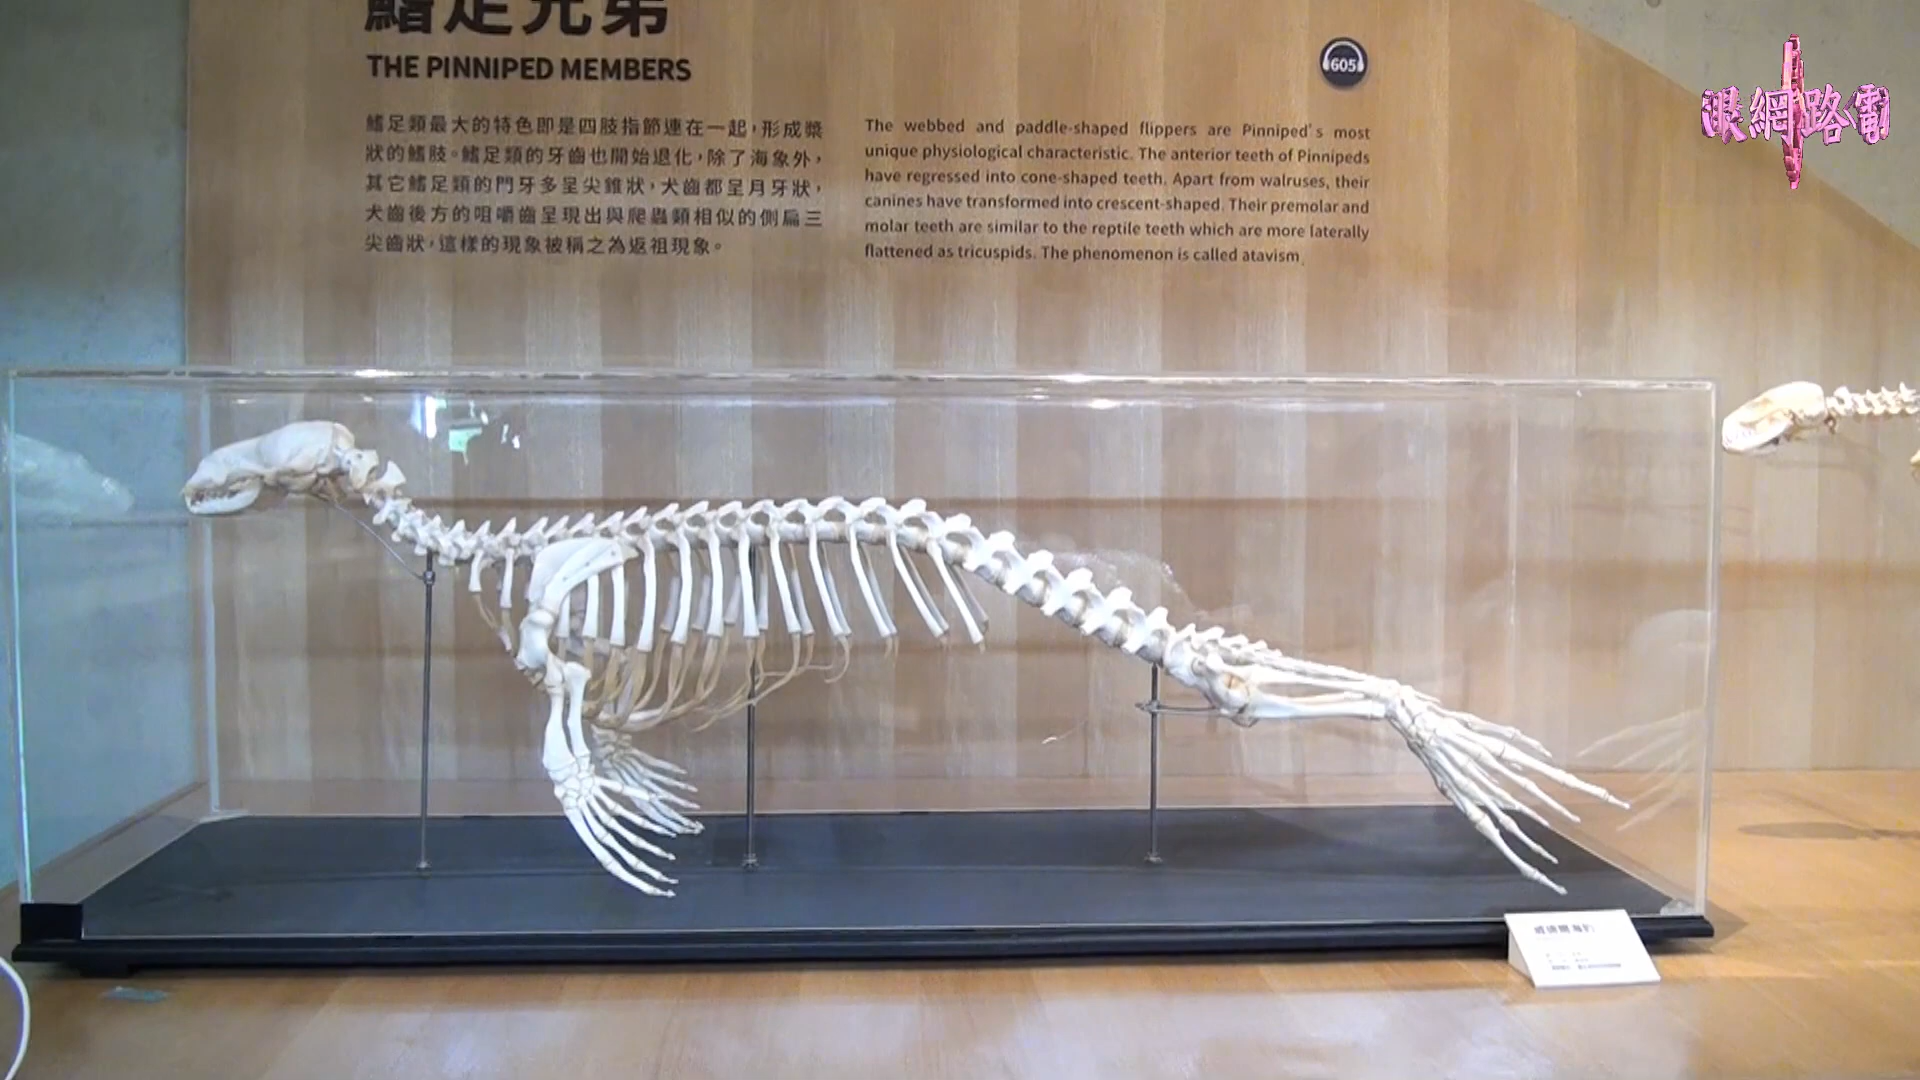 鰭足兄弟
THE PINNIPED MEMBERS
605
鰭足類最大的特色即是四肢指節連在一起，形成槳
狀的鰭肢。鰭足類的牙齒也開始退化，除了海象外，
其它鰭足類的門牙多呈尖錐狀，犬齒都呈月牙狀，
犬齒後方的咀嚼齒呈現出與爬蟲類相似的側扁三
尖齒狀，這樣的現象被稱之為返祖現象。
The webbed and paddle-shaped flippers are Pinniped's most
unique physiological characteristic. The anterior teeth of Pinnipeds
have regressed into cone-shaped teeth. Apart from walruses, their
canines have transformed into crescent-shaped. Their premolar and
molar teeth are similar to the reptile teeth which are more laterally
flattened as tricuspids. The phenomenon is called atavism.
眼網路電